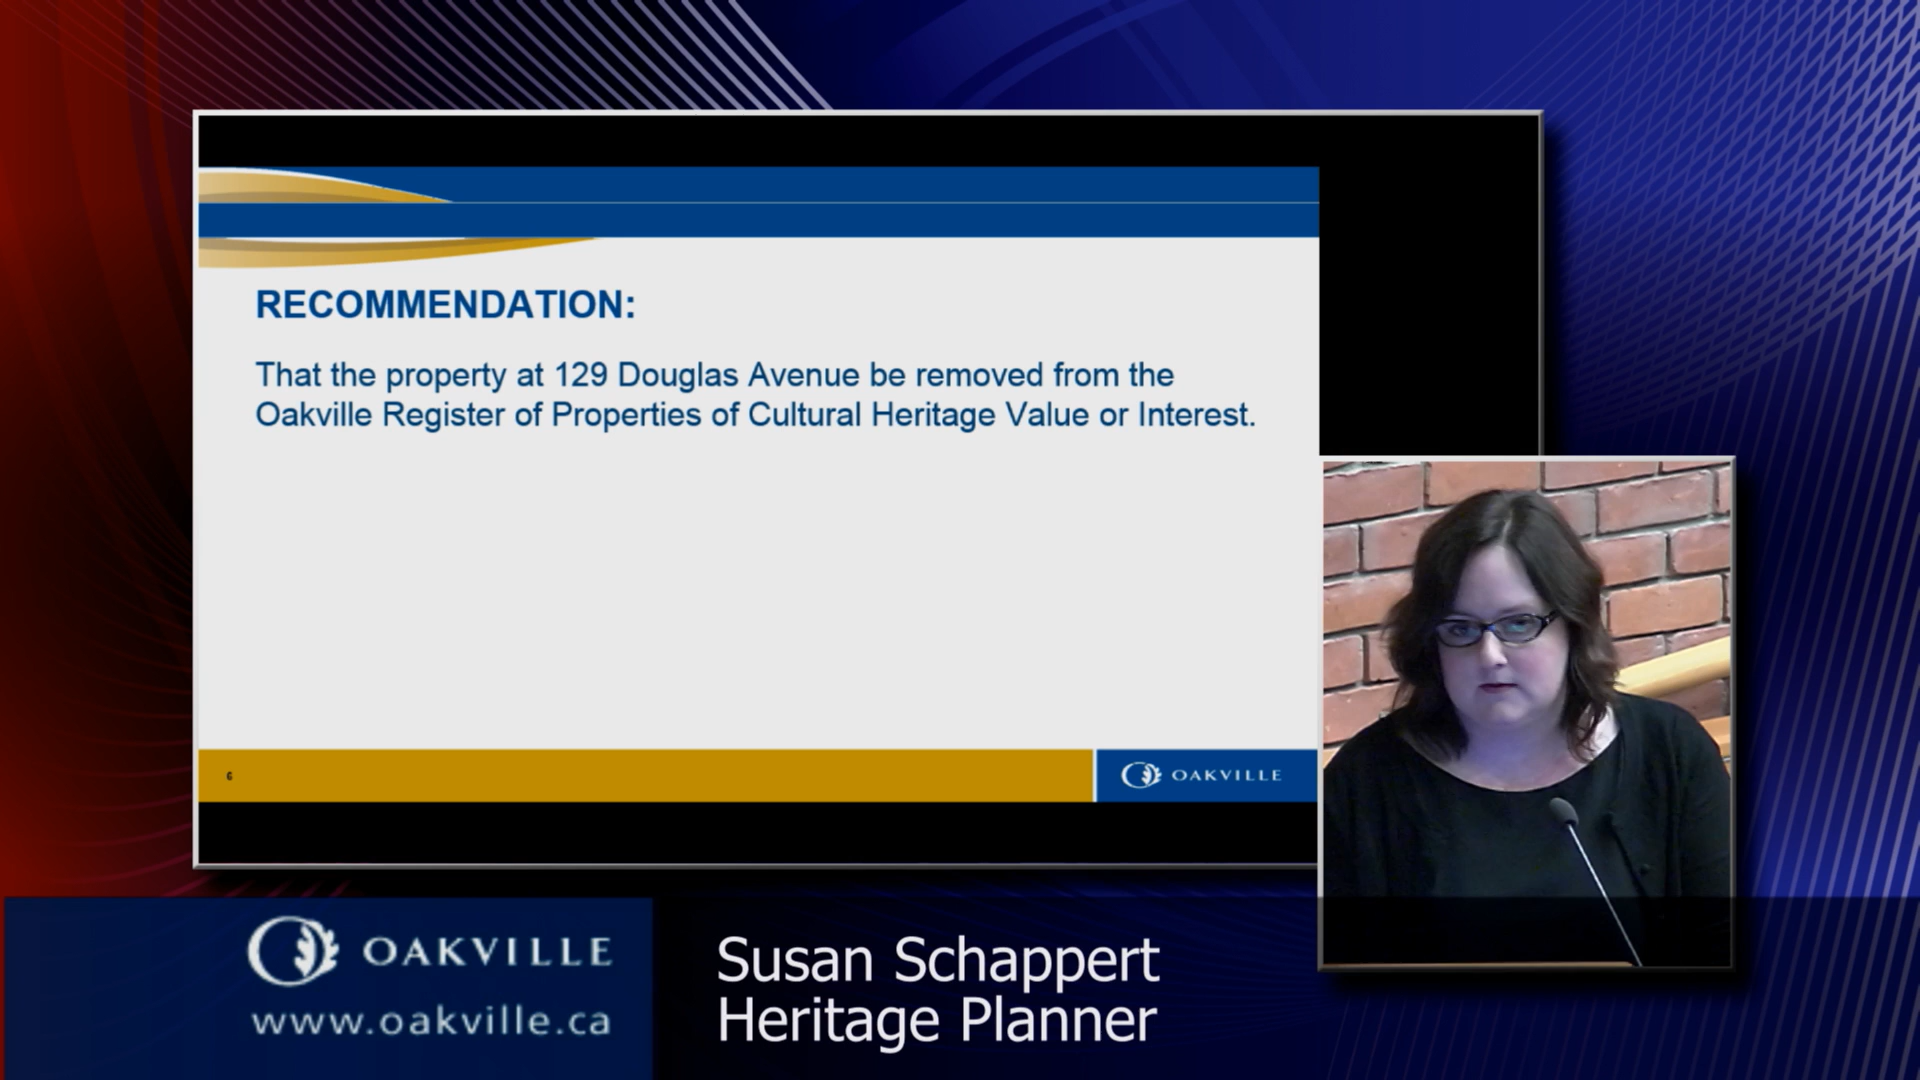 RECOMMENDATION:
That the property at 129 Douglas Avenue be removed from the
Oakville Register of Properties of Cultural Heritage Value or Interest.
6
OAKVILLE
OAKVILLE
www.oakville.ca
Susan Schappert
Heritage Planner